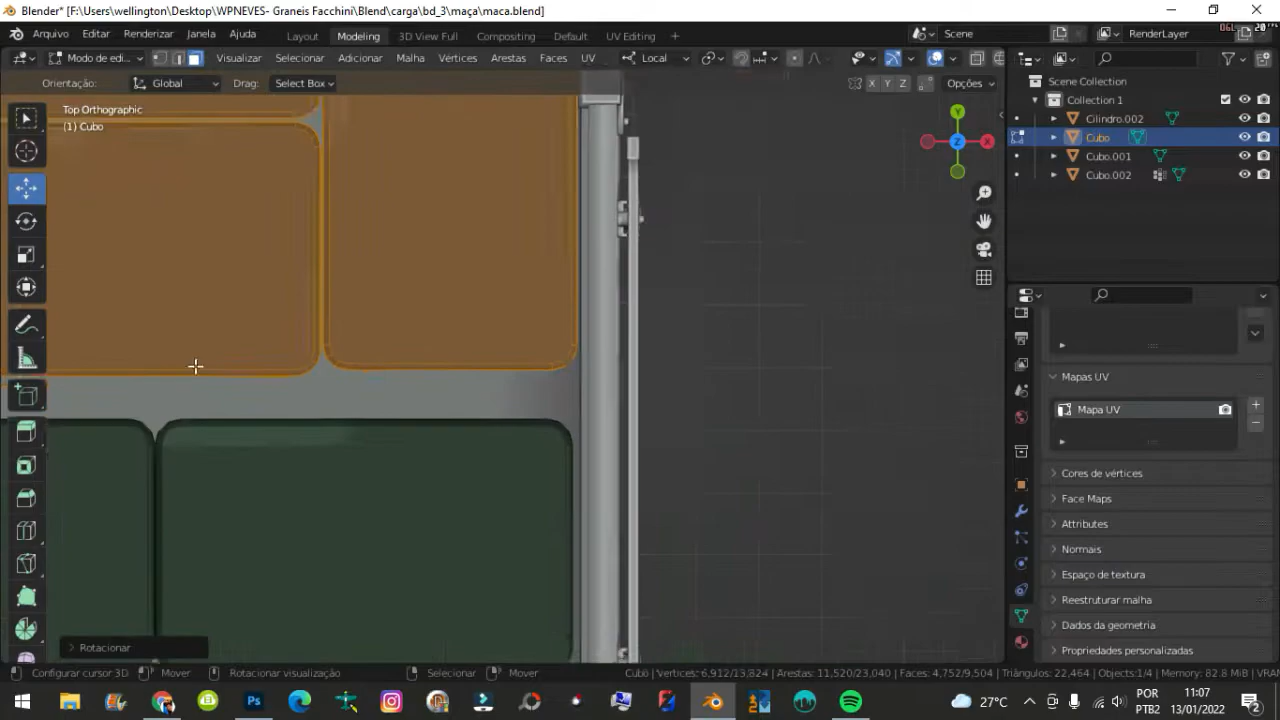 Blender* [F:\Users\wellington\Desktop\WPNEVES- Graneis Facchini\Blend\carga\bd_3\maça\maca.blend]
Arquivo Editar Renderizar Janela Ajuda Layout Modeling 3D View Full Compositing Default UV Editing + Scene RenderLayer
Modo de edi... Visualizar Selecionar Adicionar Malha Vértices Arestas Faces UV Local
Orientação: Global Drag: Select Box X Y Z Opções
Top Orthographic
(1) Cubo
Y
Z
X
Scene Collection
Collection 1
Cilindro.002
Cubo
Cubo.001
Cubo.002
Mapas UV
Mapa UV
Cores de vértices
Face Maps
Attributes
Normais
Espaço de textura
Reestruturar malha
Dados da geometria
Propriedades personalizadas
Rotacionar
Configurar cursor 3D Mover Rotacionar visualização Selecionar Mover Cubo | Vertices:6,912/13,824 | Arestas: 11,520/23,040 | Faces: 4,752/9,504 | Triângulos: 22,464 | Objects:1/4 | Memory: 82.8 MiB | VRAM
27°C POR 11:07
PTB2 13/01/2022 2